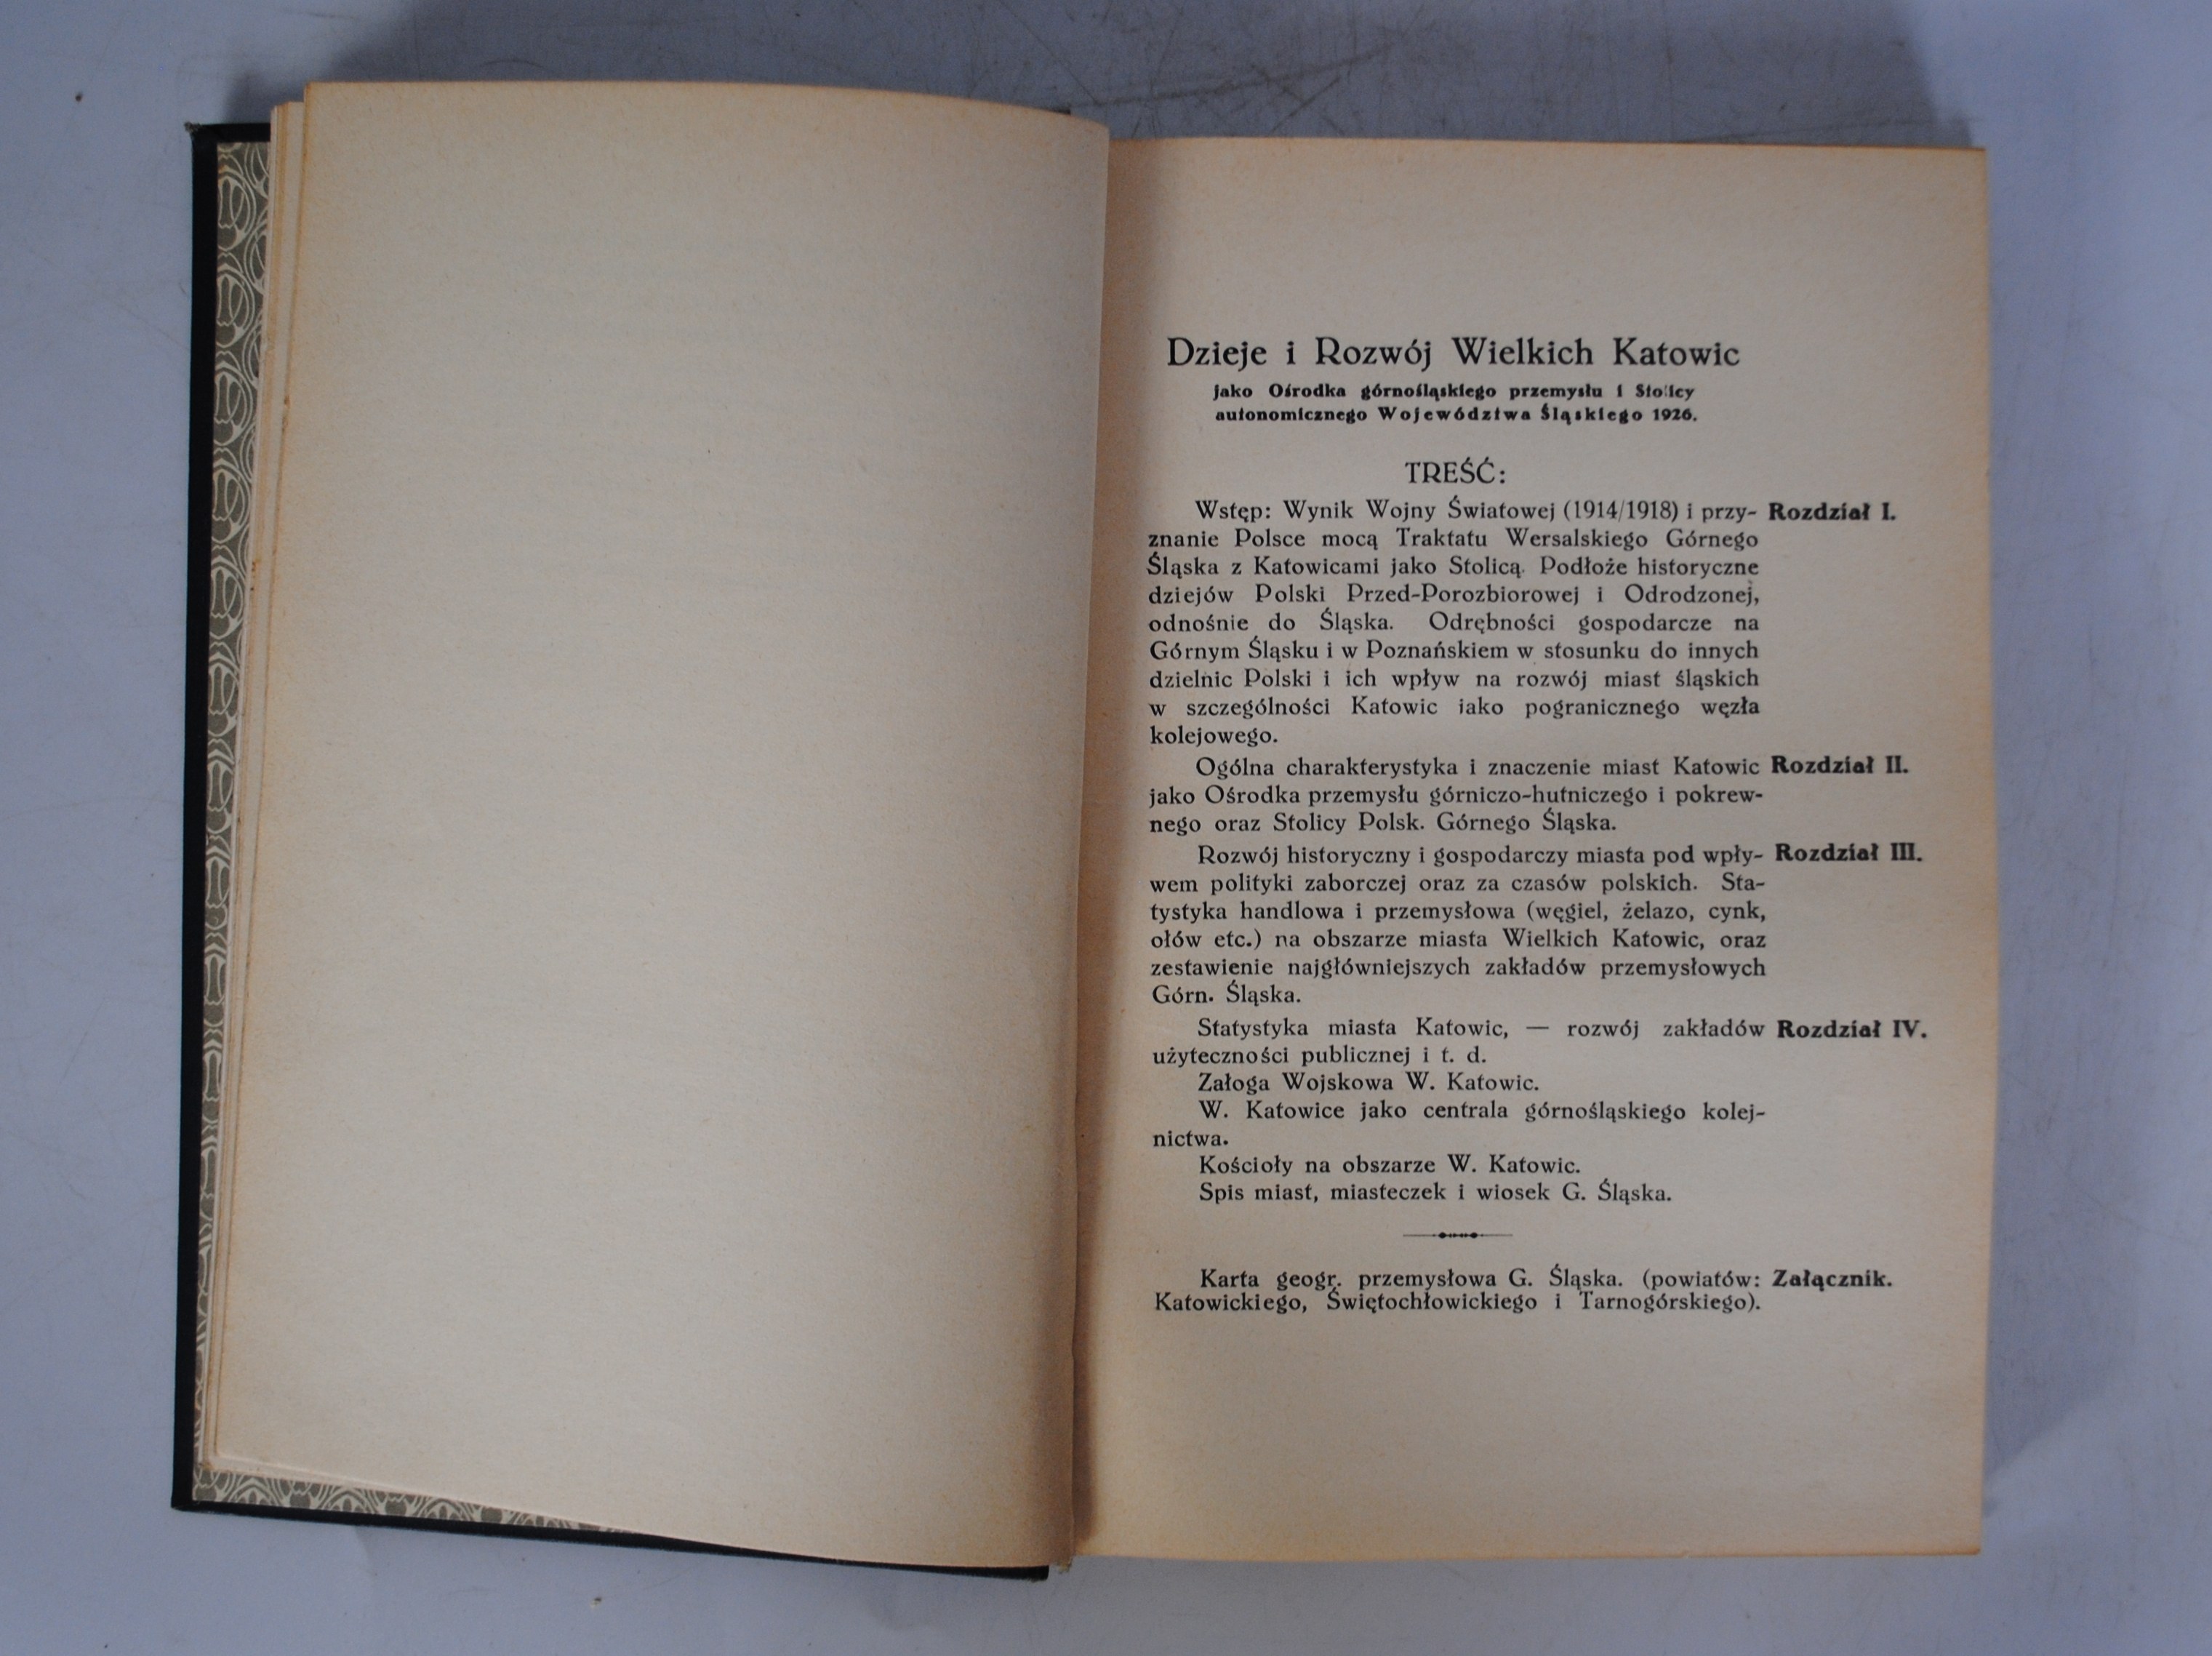 Dzieje i Rozwój Wielkich Katowic
jako Ośrodka górnośląskiego przemysłu i Stolicy
autonomicznego Województwa Śląskiego 1926.
TREŚĆ:
Wstęp: Wynik Wojny Światowej (1914/1918) i przy- Rozdział I.
znanie Polsce mocą Traktatu Wersalskiego Górnego
Śląska z Katowicami jako Stolicą. Podłoże historyczne
dziejów Polski Przed-Porozbiorowej i Odrodzonej,
odnośnie do Śląska. Odrębności gospodarcze na
Górnym Śląsku i w Poznańskiem w stosunku do innych
dzielnic Polski i ich wpływ na rozwój miast śląskich
w szczególności Katowic iako pogranicznego węzła
kolejowego.
Ogólna charakterystyka i znaczenie miast Katowic Rozdział II.
jako Ośrodka przemysłu górniczo-hutniczego i pokrew-
nego oraz Stolicy Polsk. Górnego Śląska.
Rozwój historyczny i gospodarczy miasta pod wpły- Rozdział III.
wem polityki zaborczej oraz za czasów polskich. Sta-
tystyka handlowa i przemysłowa (węgiel, żelazo, cynk,
ołów etc.) na obszarze miasta Wielkich Katowic, oraz
zestawienie najgłówniejszych zakładów przemysłowych
Górn. Śląska.
Statystyka miasta Katowic, — rozwój zakładów Rozdział IV.
użyteczności publicznej i t. d.
Załoga Wojskowa W. Katowic.
W. Katowice jako centrala górnośląskiego kolej-
nictwa.
Kościoły na obszarze W. Katowic.
Spis miast, miasteczek i wiosek G. Śląska.
Karta geogr. przemysłowa G. Śląska. (powiatów: Załącznik.
Katowickiego, Świętochłowickiego i Tarnogórskiego).